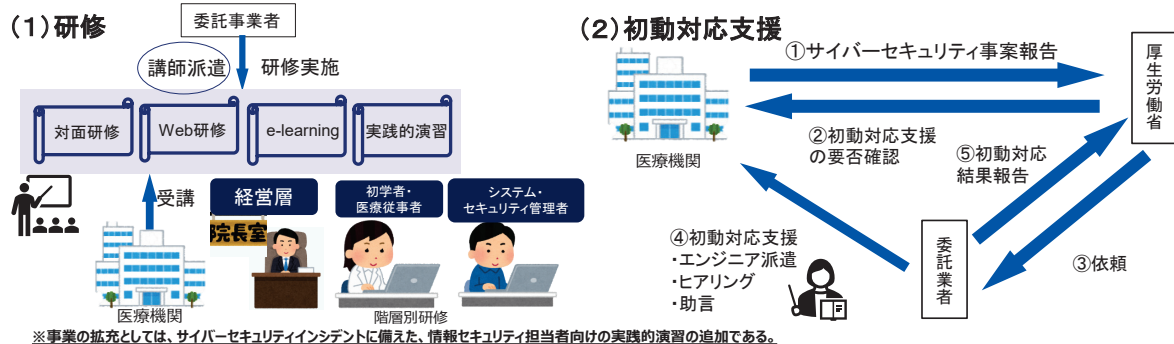 (1)研修
委託事業者
講師派遣
研修実施
対面研修
Web研修
e-learning
実践的演習
受講
経営層
初学者・
医療従事者
システム・
セキュリティ管理者
院長室
医療機関
階層別研修
(2)初動対応支援
①サイバーセキュリティ事案報告
厚生労働省
②初動対応支援
の要否確認
医療機関
⑤初動対応
結果報告
④初動対応支援
・エンジニア派遣
・ヒアリング
・助言
委託業者
③依頼
※事業の拡充としては、サイバーセキュリティインシデントに備えた、情報セキュリティ担当者向けの実践的演習の追加である。